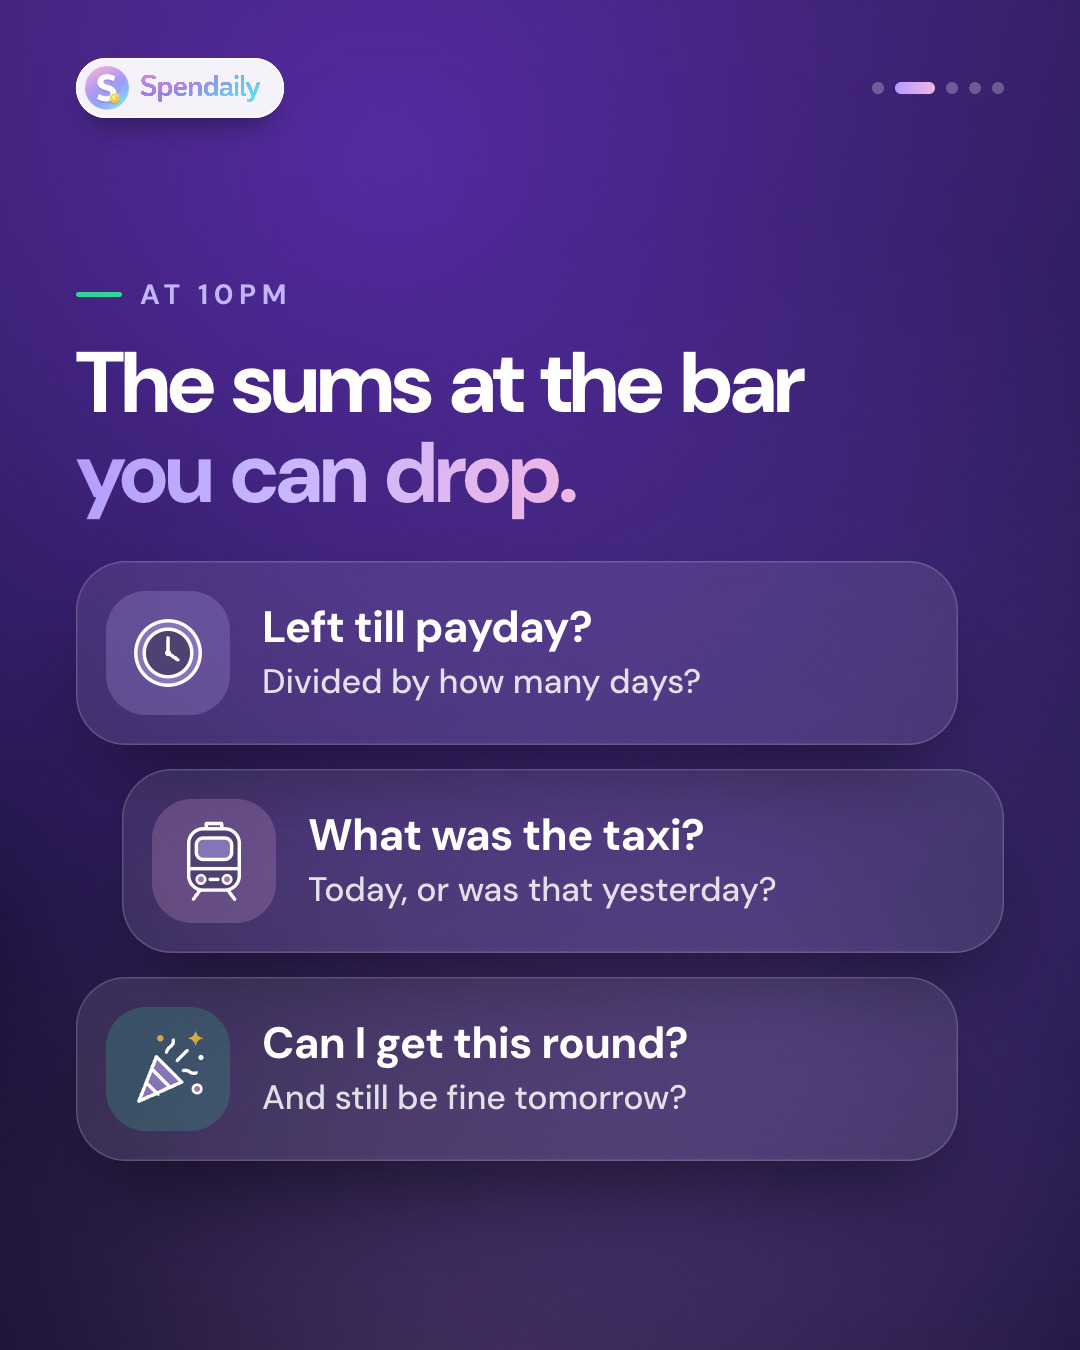 Spendaily
AT 10PM
The sums at the bar
you can drop.
Left till payday?
Divided by how many days?
What was the taxi?
Today, or was that yesterday?
Can I get this round?
And still be fine tomorrow?